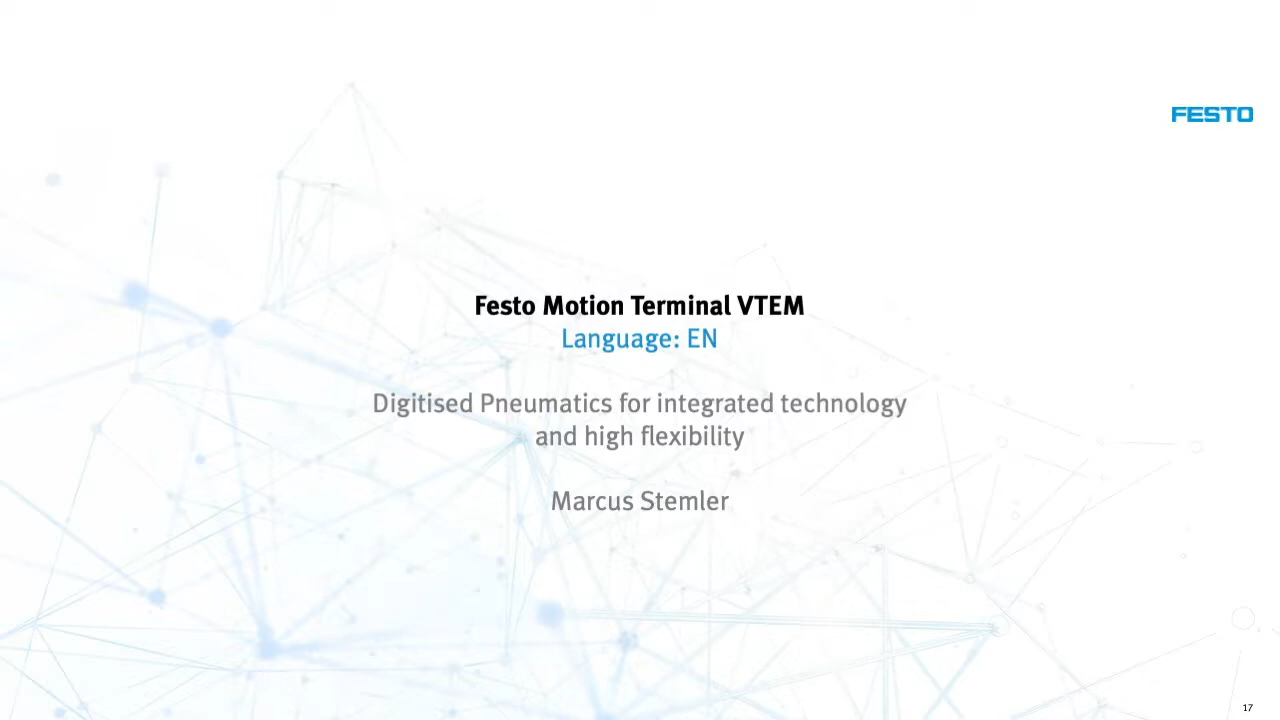 FESTO
Festo Motion Terminal VTEM
Language: EN
Digitised Pneumatics for integrated technology
and high flexibility
Marcus Stemler
17